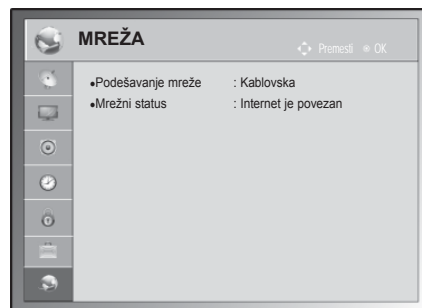 MREŽA
Premesti OK
•Podešavanje mreže : Kablovska
•Mrežni status : Internet je povezan